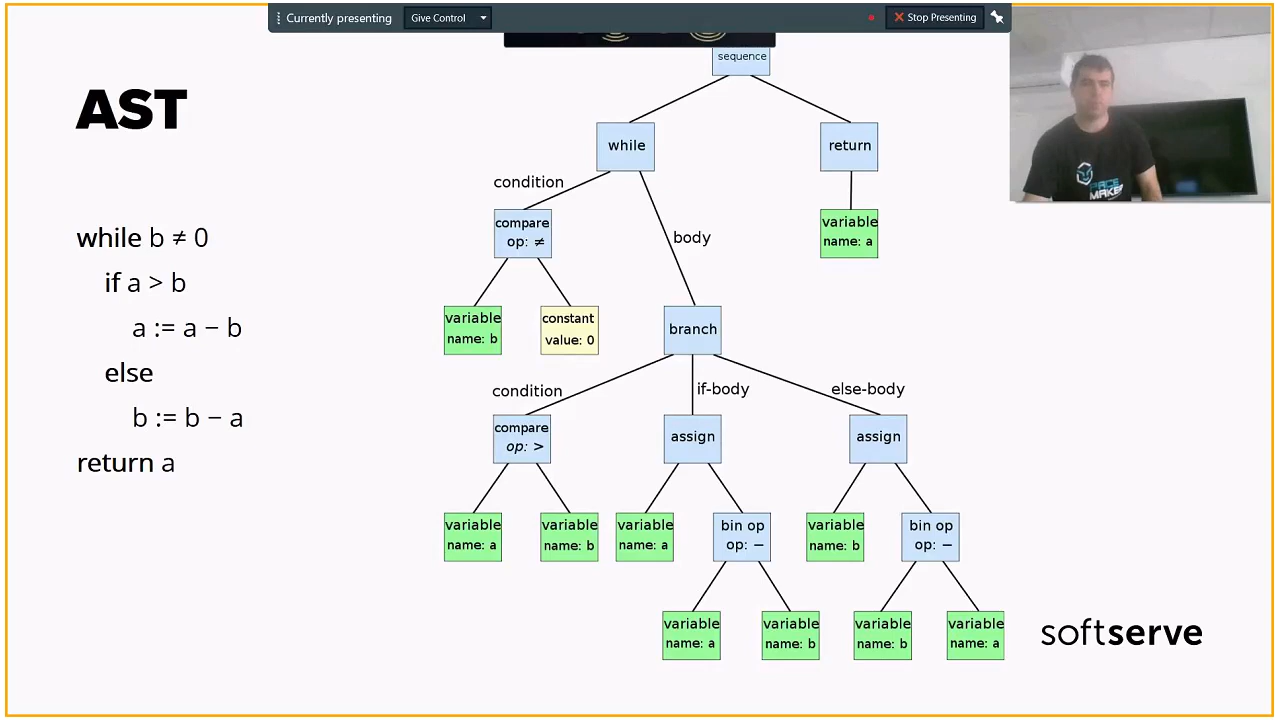 Currently presenting
Give Control
Stop Presenting
AST
while b ≠ 0
if a > b
a := a − b
else
b := b − a
return a
sequence
while
return
condition
body
compare
op: ≠
variable
name: a
variable
name: b
constant
value: 0
branch
condition
if-body
else-body
compare
op: >
assign
assign
variable
name: a
variable
name: b
variable
name: a
bin op
op: −
variable
name: b
bin op
op: −
variable
name: a
variable
name: b
variable
name: b
variable
name: a
softserve
SPACE
MAKER